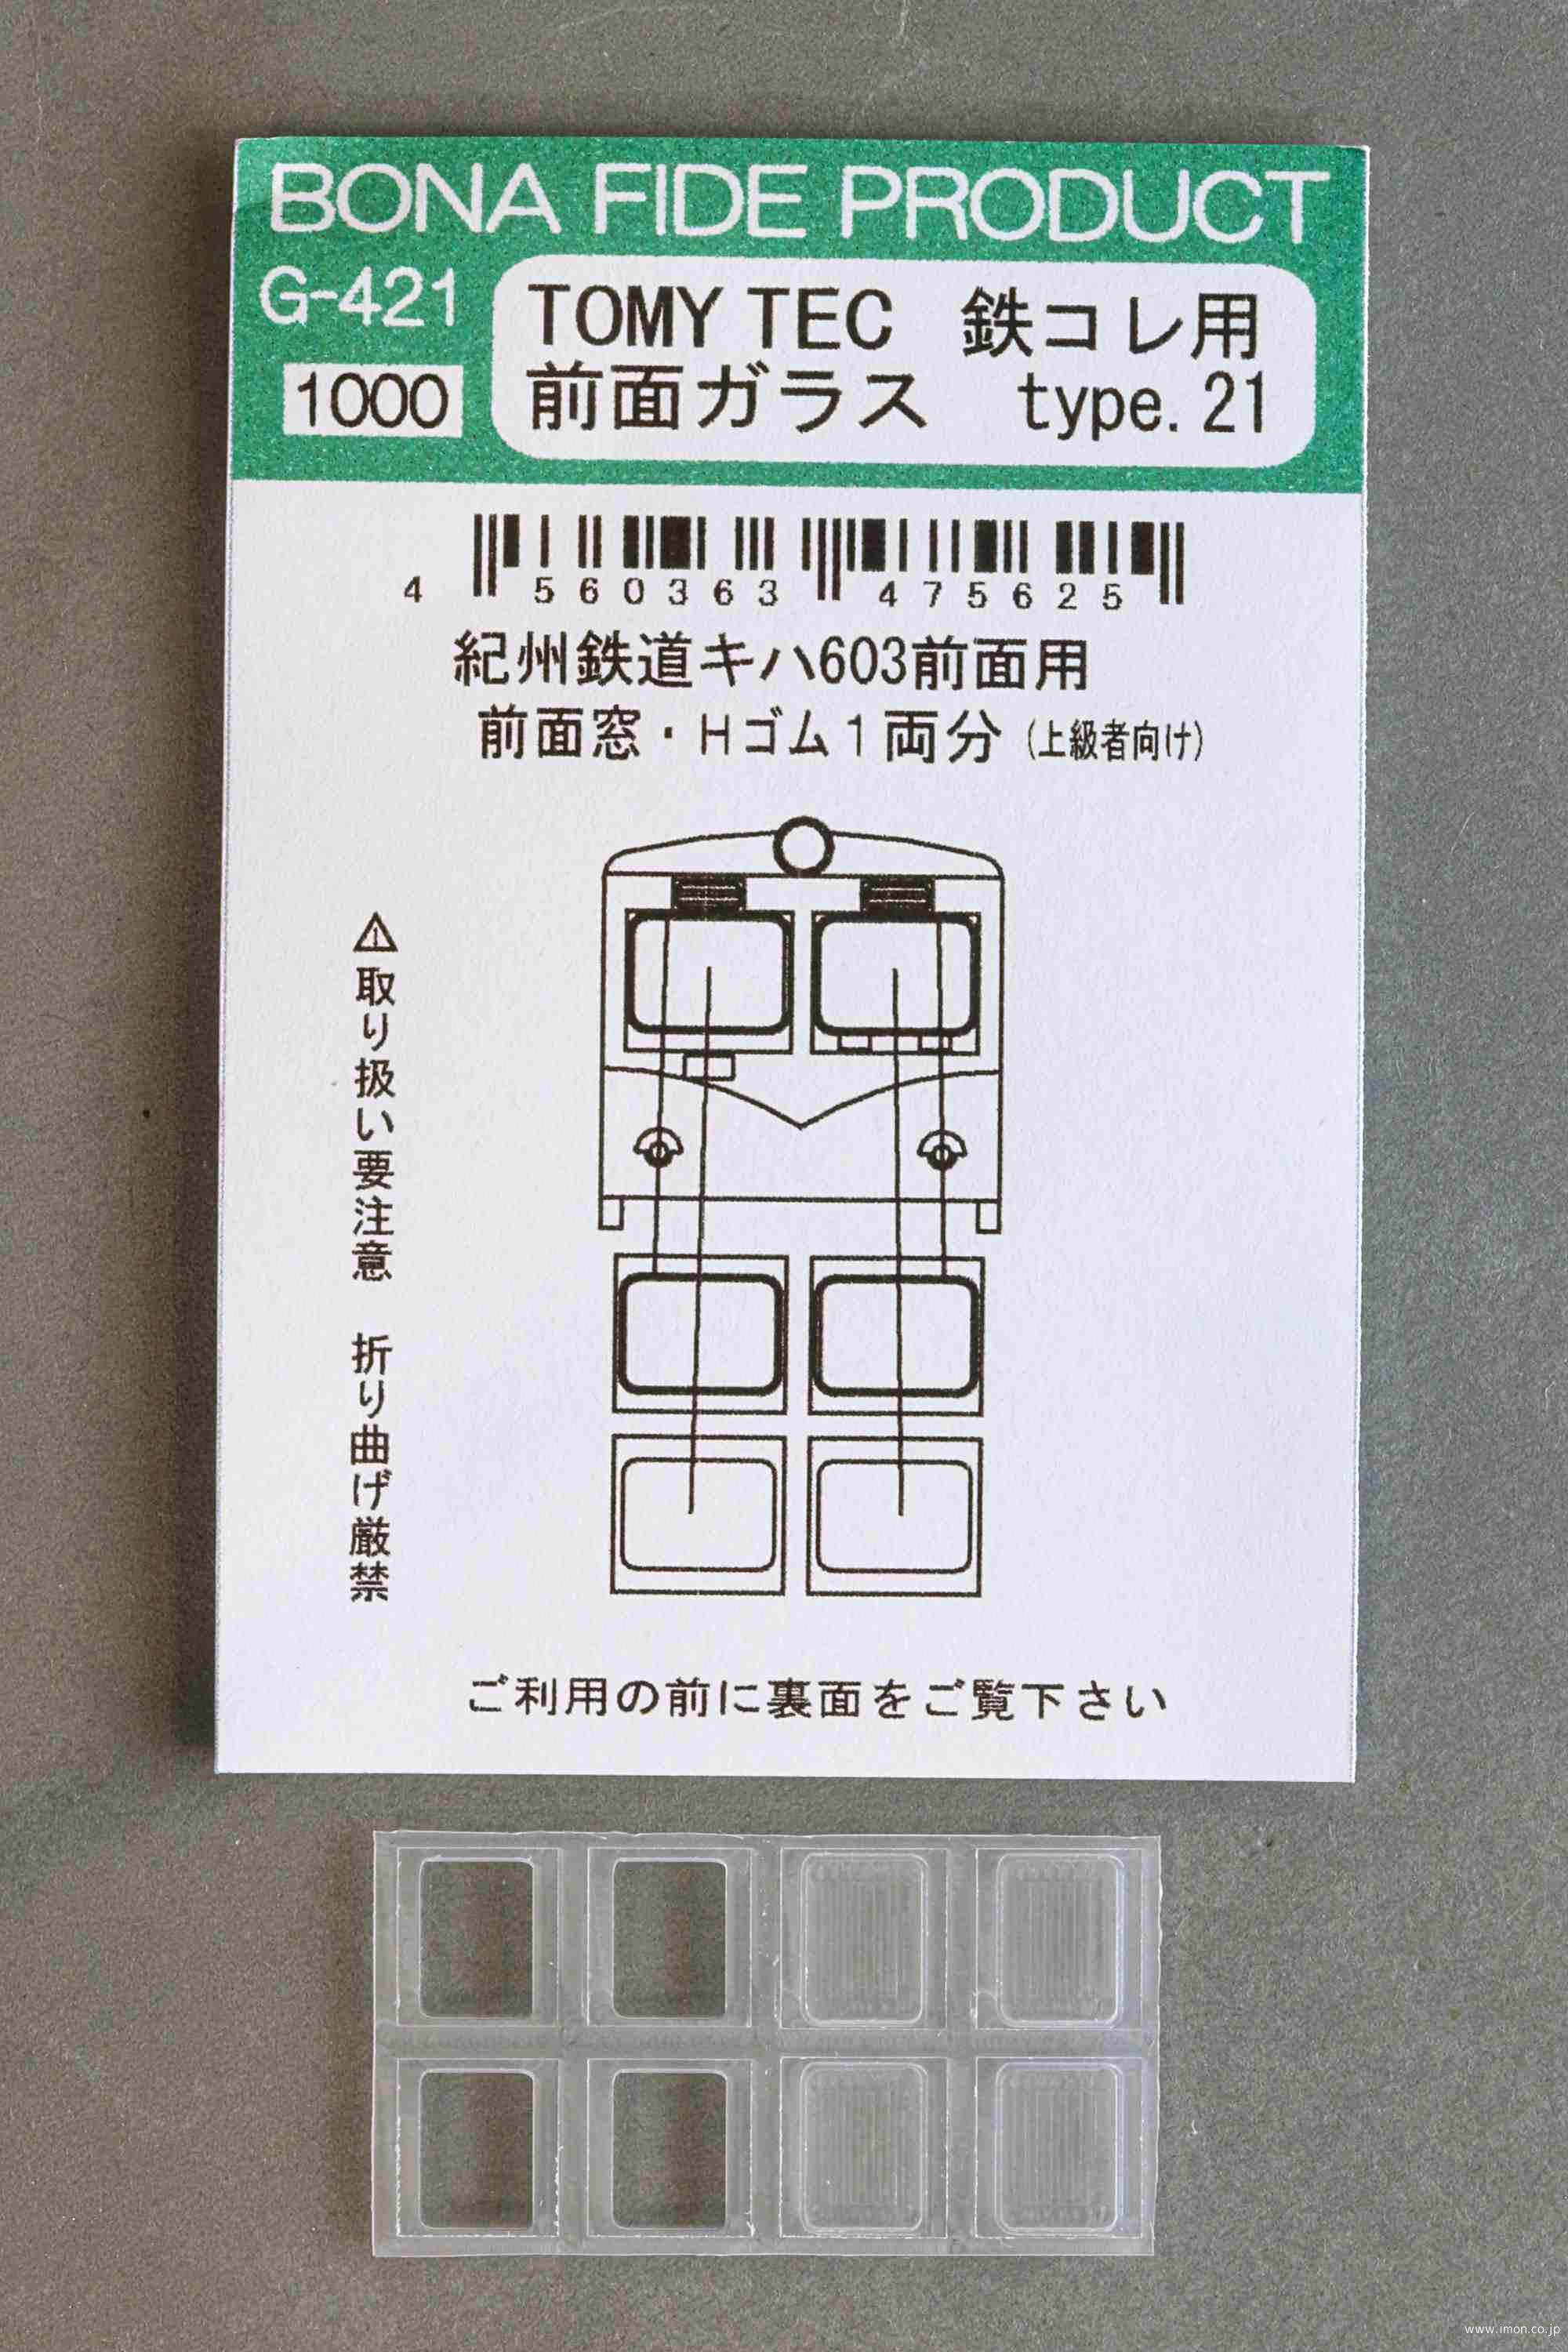 BONA FIDE PRODUCT
G-421
1000
TOMY TEC　鉄コレ用
前面ガラス　type.21
4 560363 475625
紀州鉄道キハ603前面用
前面窓・Hゴム1両分（上級者向け）
⚠取り扱い要注意　折り曲げ厳禁
ご利用の前に裏面をご覧下さい
www.imon.co.jp